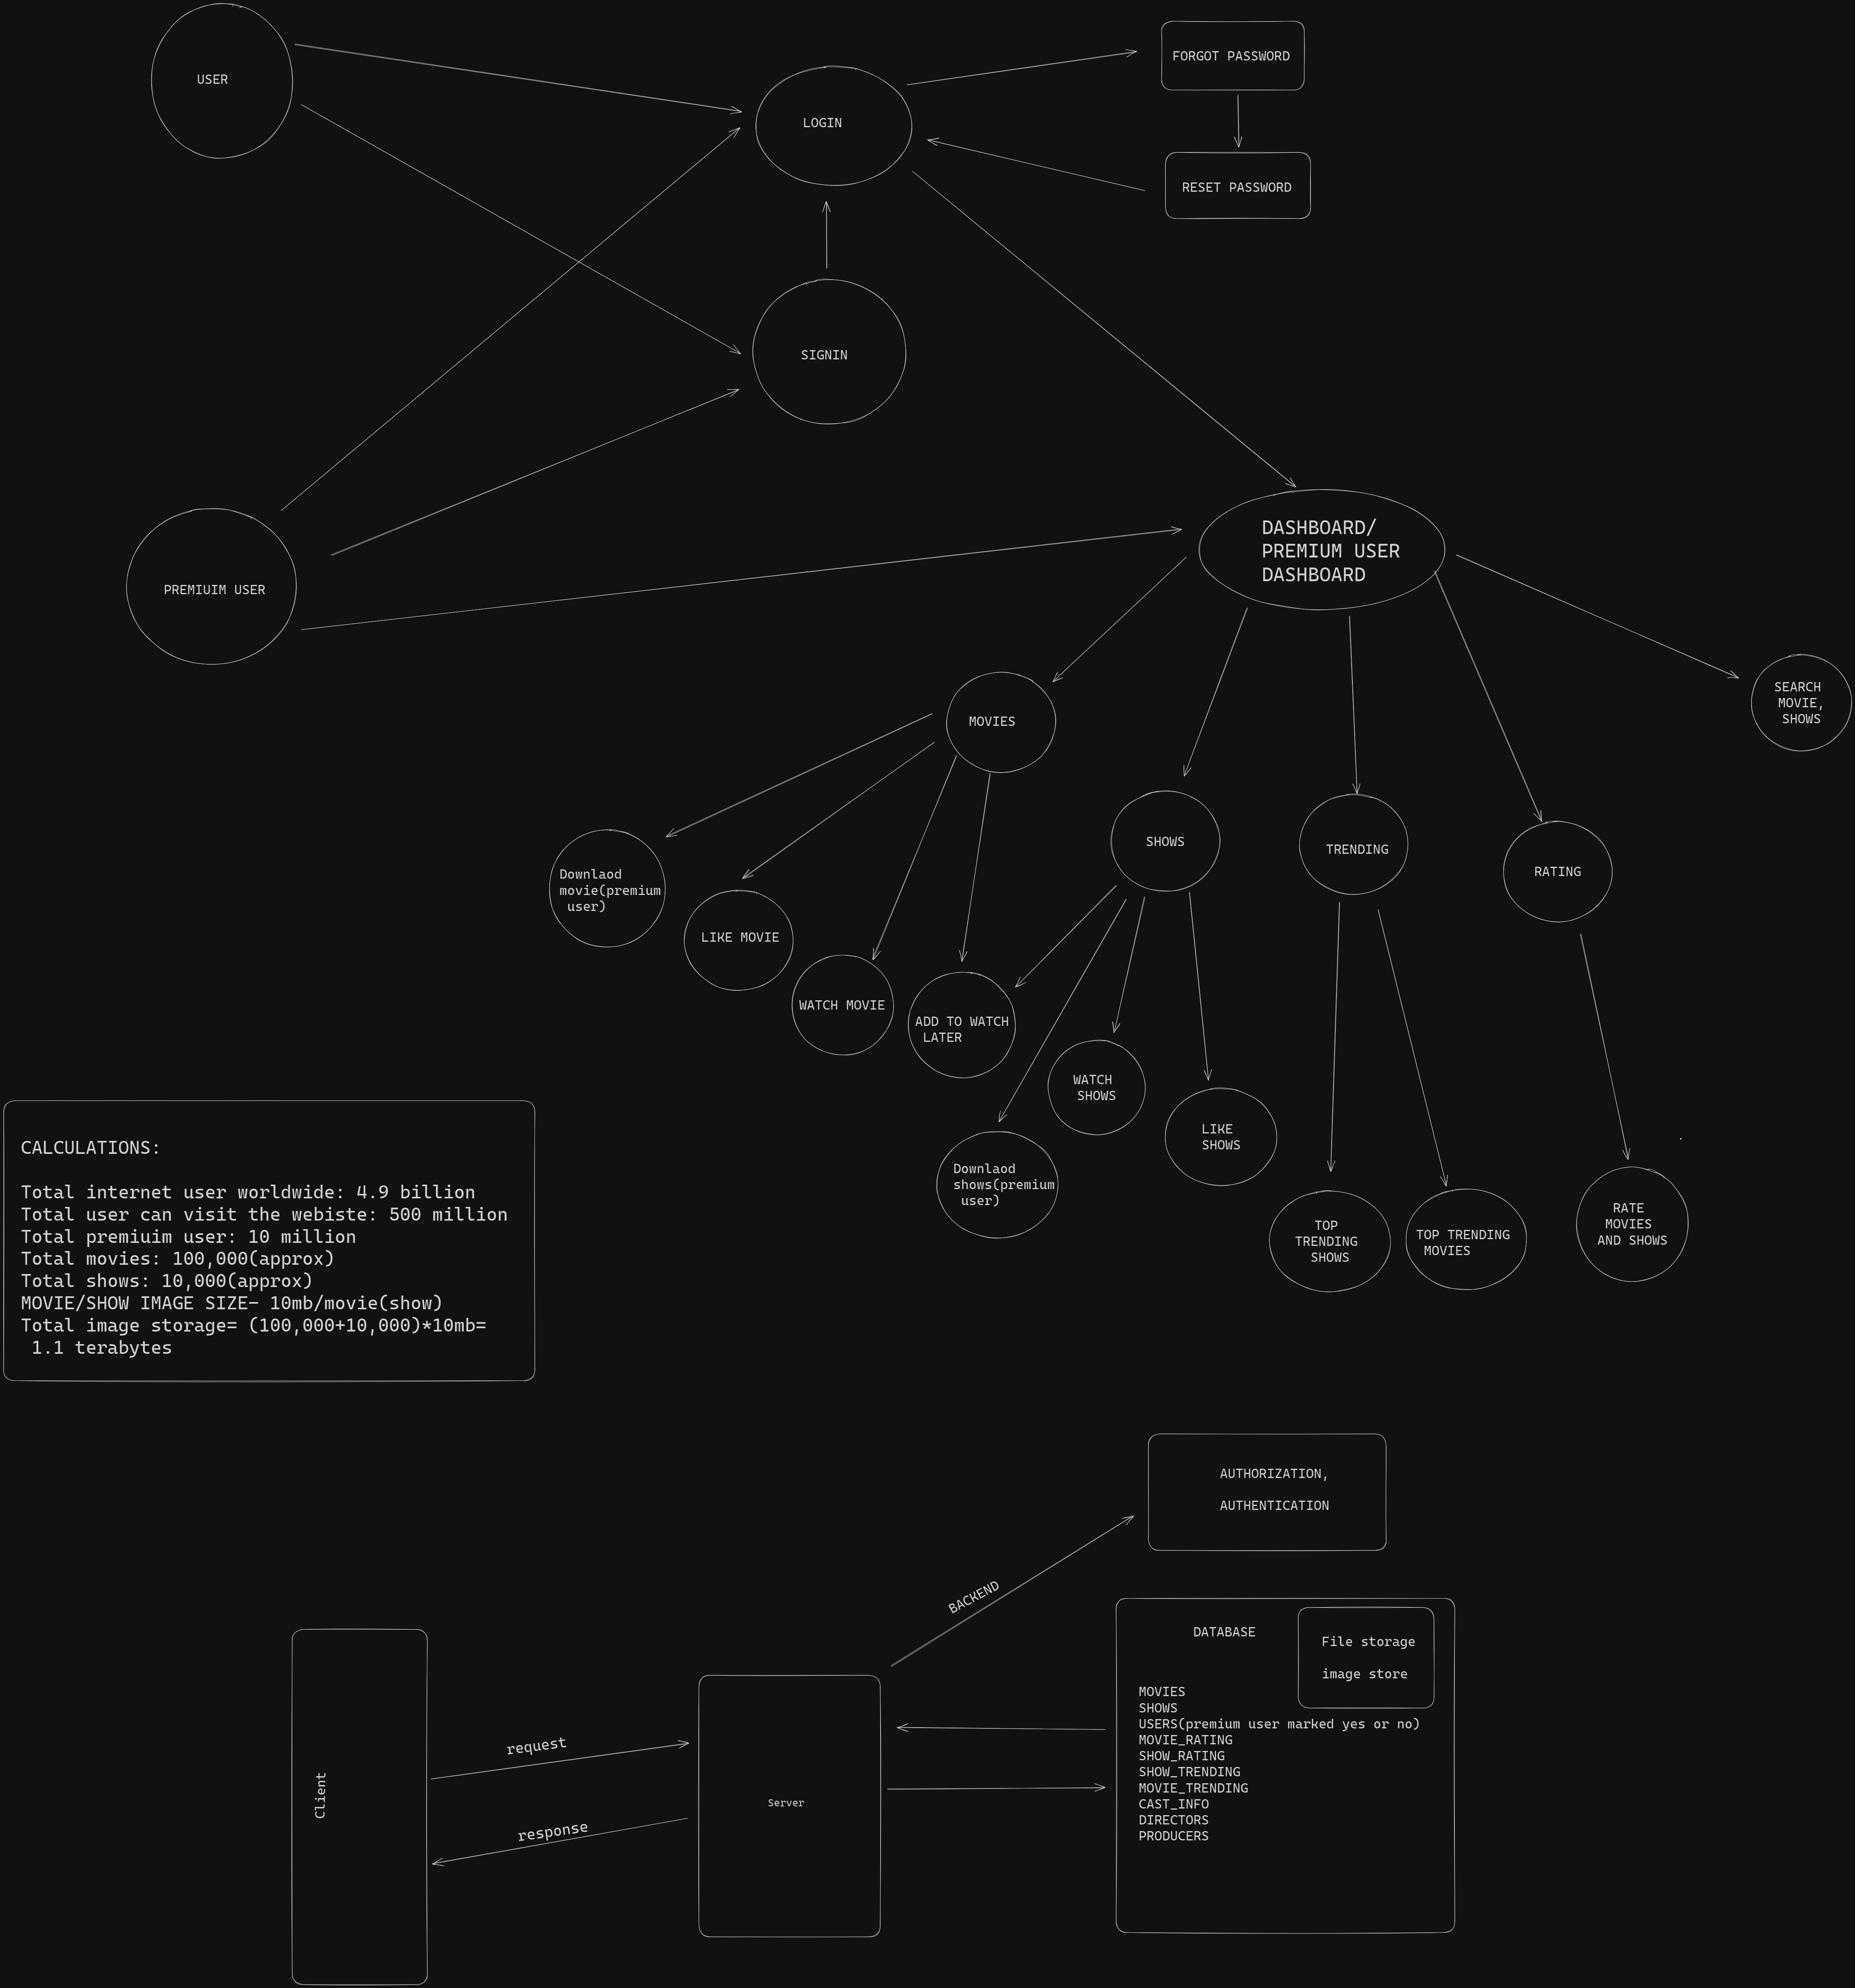 USER
LOGIN
FORGOT PASSWORD
RESET PASSWORD
SIGNIN
PREMIUIM USER
DASHBOARD/
PREMIUM USER
DASHBOARD
SEARCH
MOVIE,
SHOWS
MOVIES
SHOWS
TRENDING
RATING
Downlaod
movie(premium
user)
LIKE MOVIE
WATCH MOVIE
ADD TO WATCH
LATER
WATCH
SHOWS
LIKE
SHOWS
Downlaod
shows(premium
user)
TOP
TRENDING
SHOWS
TOP TRENDING
MOVIES
RATE
MOVIES
AND SHOWS
CALCULATIONS:
Total internet user worldwide: 4.9 billion
Total user can visit the webiste: 500 million
Total premiuim user: 10 million
Total movies: 100,000(approx)
Total shows: 10,000(approx)
MOVIE/SHOW IMAGE SIZE- 10mb/movie(show)
Total image storage= (100,000+10,000)*10mb=
1.1 terabytes
AUTHORIZATION,
AUTHENTICATION
BACKEND
DATABASE
File storage
image store
MOVIES
SHOWS
USERS(premium user marked yes or no)
MOVIE_RATING
SHOW_RATING
SHOW_TRENDING
MOVIE_TRENDING
CAST_INFO
DIRECTORS
PRODUCERS
request
response
Client
Server